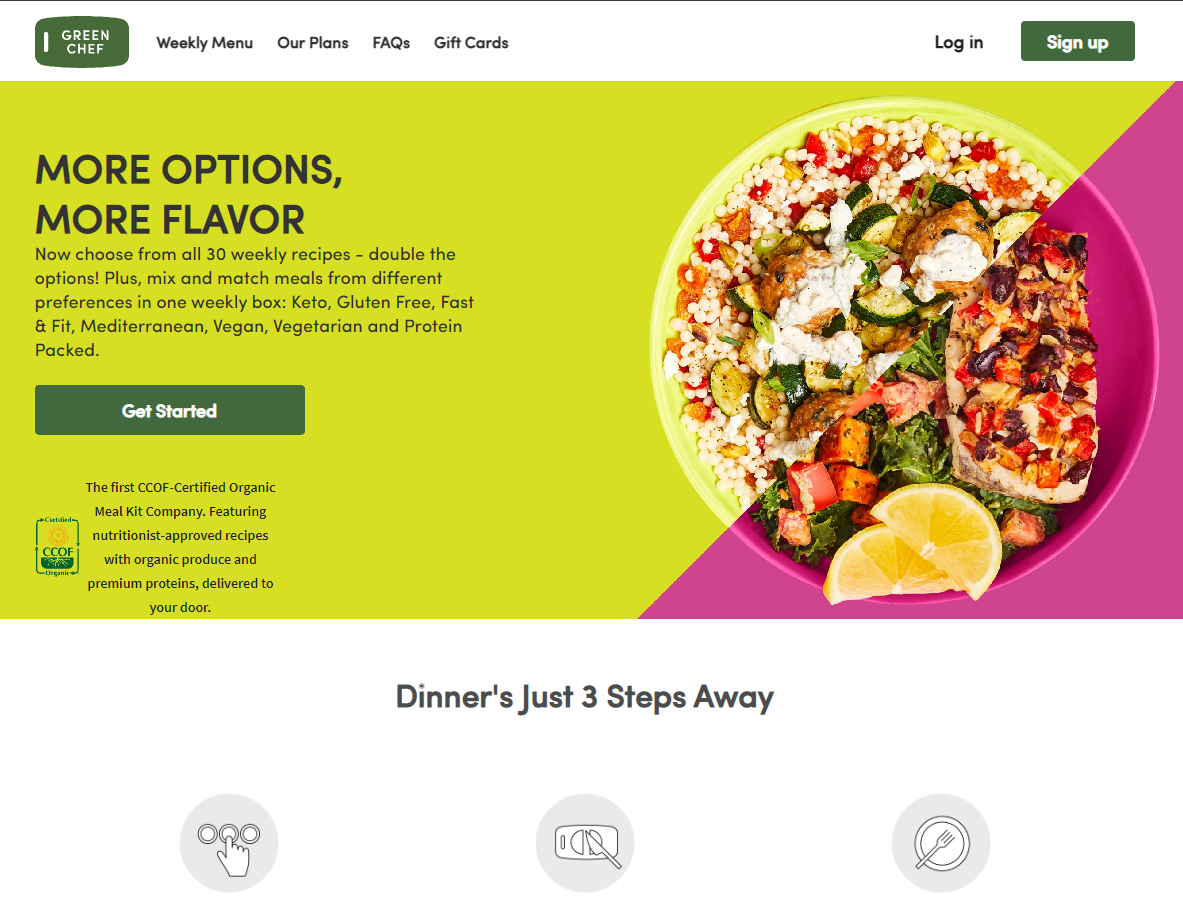 GREEN
CHEF
Weekly Menu
Our Plans
FAQs
Gift Cards
Log in
Sign up
MORE OPTIONS,
MORE FLAVOR
Now choose from all 30 weekly recipes - double the
options! Plus, mix and match meals from different
preferences in one weekly box: Keto, Gluten Free, Fast
& Fit, Mediterranean, Vegan, Vegetarian and Protein
Packed.
Get Started
Certified
CCOF
Organic
The first CCOF-Certified Organic
Meal Kit Company. Featuring
nutritionist-approved recipes
with organic produce and
premium proteins, delivered to
your door.
Dinner's Just 3 Steps Away